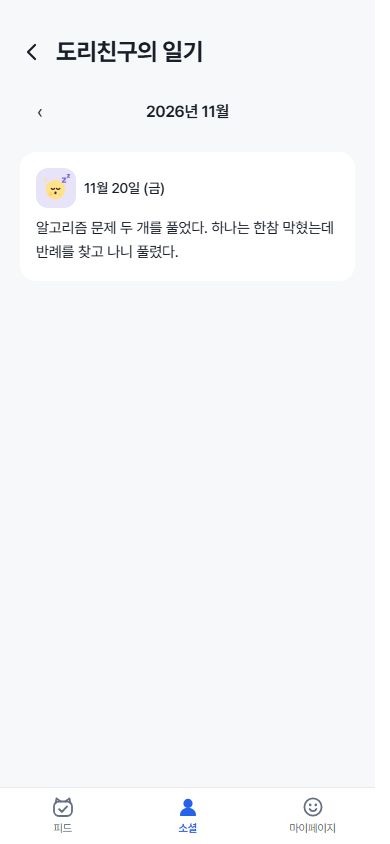 도리친구의 일기
2026년 11월
11월 20일 (금)
알고리즘 문제 두 개를 풀었다. 하나는 한참 막혔는데
반례를 찾고 나니 풀렸다.
피드
소셜
마이페이지